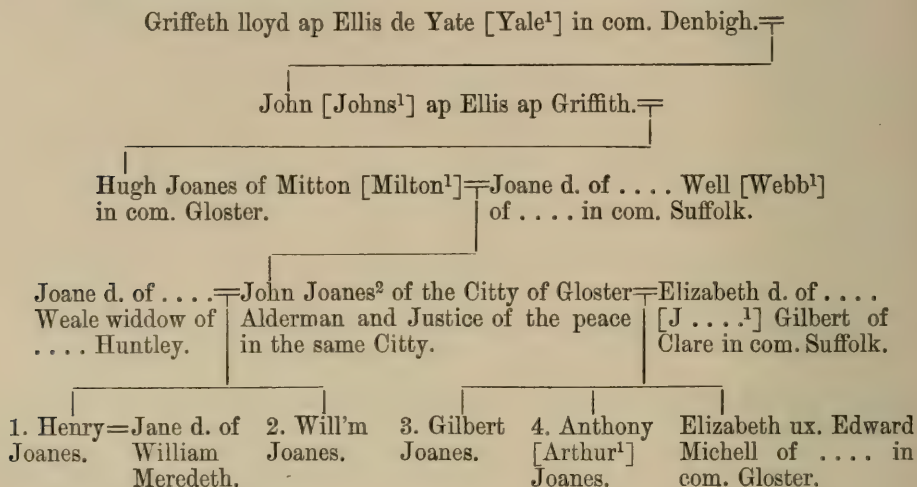 Griffeth lloyd ap Ellis de Yate [Yale¹] in com. Denbigh.
John [Johns¹] ap Ellis ap Griffith.
Hugh Joanes of Mitton [Milton¹]
in com. Gloster.
Joane d. of . . . . Well [Webb¹]
of . . . . in com. Suffolk.
Joane d. of . . . .
Weale widdow of
. . . . Huntley.
John Joanes² of the Citty of Gloster
Alderman and Justice of the peace
in the same Citty.
Elizabeth d. of . . . .
[J . . . .¹] Gilbert of
Clare in com. Suffolk.
1. Henry=Jane d. of
Joanes. William
Meredeth.
2. Will'm
Joanes.
3. Gilbert
Joanes.
4. Anthony
[Arthur¹]
Joanes.
Elizabeth ux. Edward
Michell of . . . . in
com. Gloster.